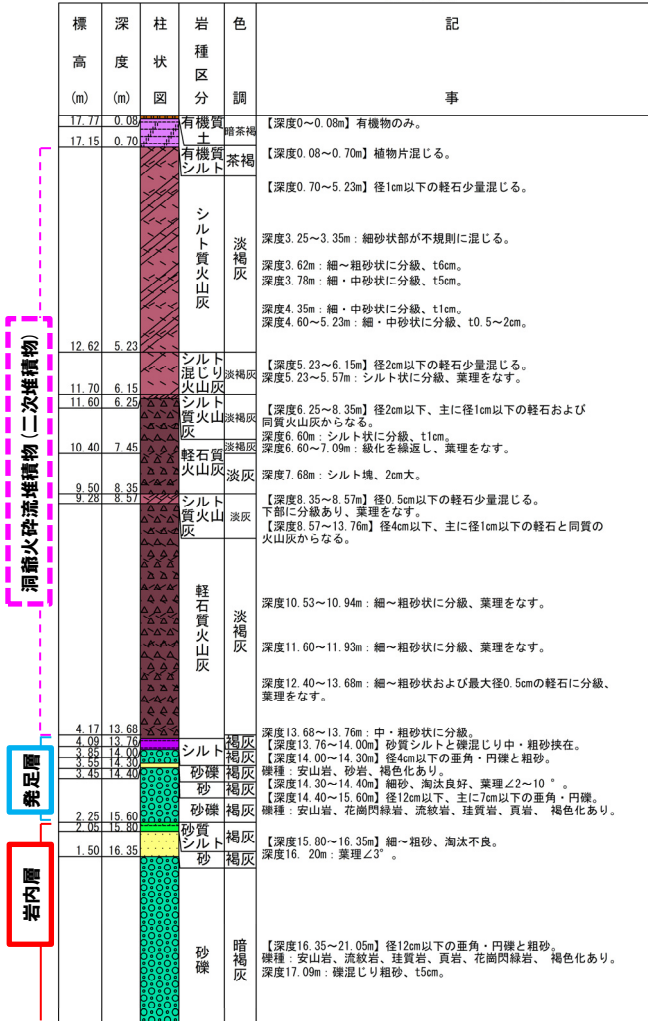 標高(m) 深度(m) 柱状図 岩種区分 色調 記事
17.77 0.08 有機質土 暗茶褐 【深度0～0.08m】有機物のみ。
17.15 0.70
有機質シルト 茶褐 【深度0.08～0.70m】植物片混じる。
シルト質火山灰 淡褐灰 【深度0.70～5.23m】径1cm以下の軽石少量混じる。
深度3.25～3.35m：細砂状部が不規則に混じる。
深度3.62m：細～粗砂状に分級、t6cm。
深度3.78m：細・中砂状に分級、t5cm。
深度4.35m：細・中砂状に分級、t1cm。
深度4.60～5.23m：細・中砂状に分級、t0.5～2cm。
12.62 5.23
シルト混じり火山灰 淡褐灰 【深度5.23～6.15m】径2cm以下の軽石少量混じる。
深度5.23～5.57m：シルト状に分級、葉理をなす。
11.70 6.15
11.60 6.25
シルト質火山灰 淡褐灰 【深度6.25～8.35m】径2cm以下、主に径1cm以下の軽石および
同質火山灰からなる。
深度6.60m：シルト状に分級、t1cm。
10.40 7.45 淡褐灰 深度6.60～7.09m：級化を繰返し、葉理をなす。
軽石質火山灰 淡灰 深度7.68m：シルト塊、2cm大。
9.50 8.35
9.28 8.57
シルト質火山灰 淡灰 【深度8.35～8.57m】径0.5cm以下の軽石少量混じる。
下部に分級あり、葉理をなす。
【深度8.57～13.76m】径4cm以下、主に径1cm以下の軽石と同質の
火山灰からなる。
軽石質火山灰 淡褐灰
深度10.53～10.94m：細～粗砂状に分級、葉理をなす。
深度11.60～11.93m：細～粗砂状に分級、葉理をなす。
深度12.40～13.68m：細～粗砂状および最大径0.5cmの軽石に分級、
葉理をなす。
4.17 13.68 深度13.68～13.76m：中・粗砂状に分級。
4.09 13.76 シルト 褐灰 【深度13.76～14.00m】砂質シルトと礫混じり中・粗砂挟在。
3.85 14.00 褐灰 【深度14.00～14.30m】径4cm以下の亜角・円礫と粗砂。
3.55 14.30 砂礫 褐灰 礫種：安山岩、砂岩、褐色化あり。
3.45 14.40 砂 褐灰 【深度14.30～14.40m】細砂、淘汰良好、葉理∠2～10°。
砂礫 褐灰 【深度14.40～15.60m】径12cm以下、主に7cm以下の亜角・円礫。
礫種：安山岩、花崗閃緑岩、流紋岩、珪質岩、頁岩、 褐色化あり。
2.25 15.60
2.05 15.80
砂質シルト 褐灰 【深度15.80～16.35m】細～粗砂、淘汰不良。
1.50 16.35
砂 褐灰 深度16. 20m：葉理∠3°。
砂礫 暗褐灰 【深度16.35～21.05m】径12cm以下の亜角・円礫と粗砂。
礫種：安山岩、流紋岩、珪質岩、頁岩、花崗閃緑岩、 褐色化あり。
深度17.09m：礫混じり粗砂、t5cm。
洞爺火砕流堆積物(二次堆積物)
発足層
岩内層